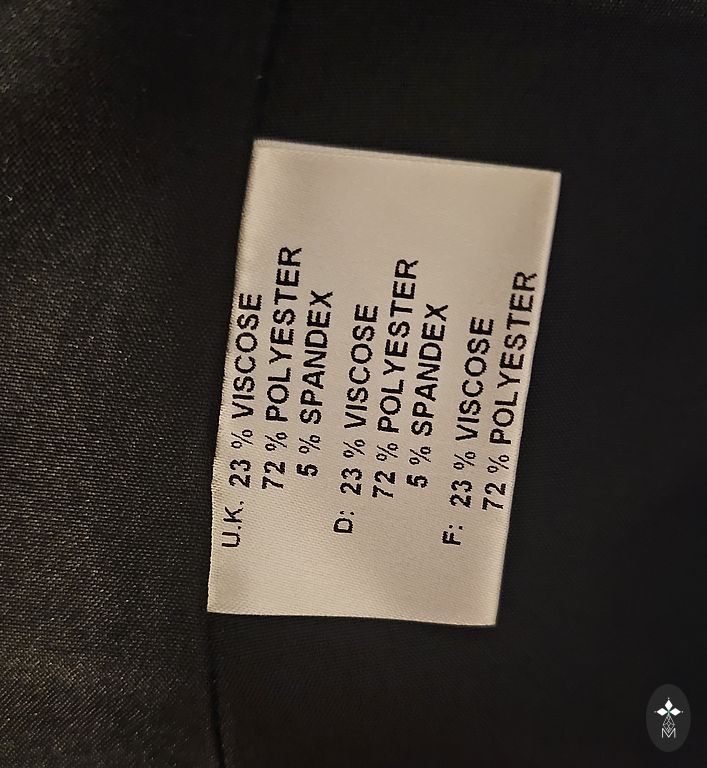 U.K. 23 % VISCOSE
72 % POLYESTER
5 % SPANDEX
D: 23 % VISCOSE
72 % POLYESTER
5 % SPANDEX
F: 23 % VISCOSE
72 % POLYESTER
M